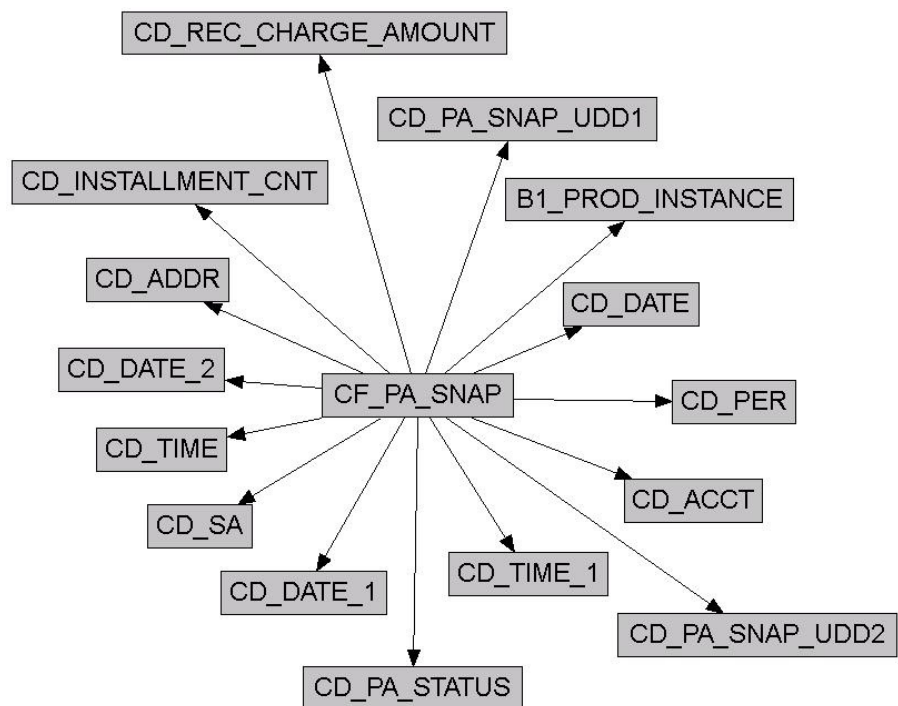 CD_REC_CHARGE_AMOUNT
CD_PA_SNAP_UDD1
CD_INSTALLMENT_CNT
B1_PROD_INSTANCE
CD_ADDR
CD_DATE
CD_DATE_2
CF_PA_SNAP
CD_PER
CD_TIME
CD_ACCT
CD_SA
CD_TIME_1
CD_DATE_1
CD_PA_SNAP_UDD2
CD_PA_STATUS